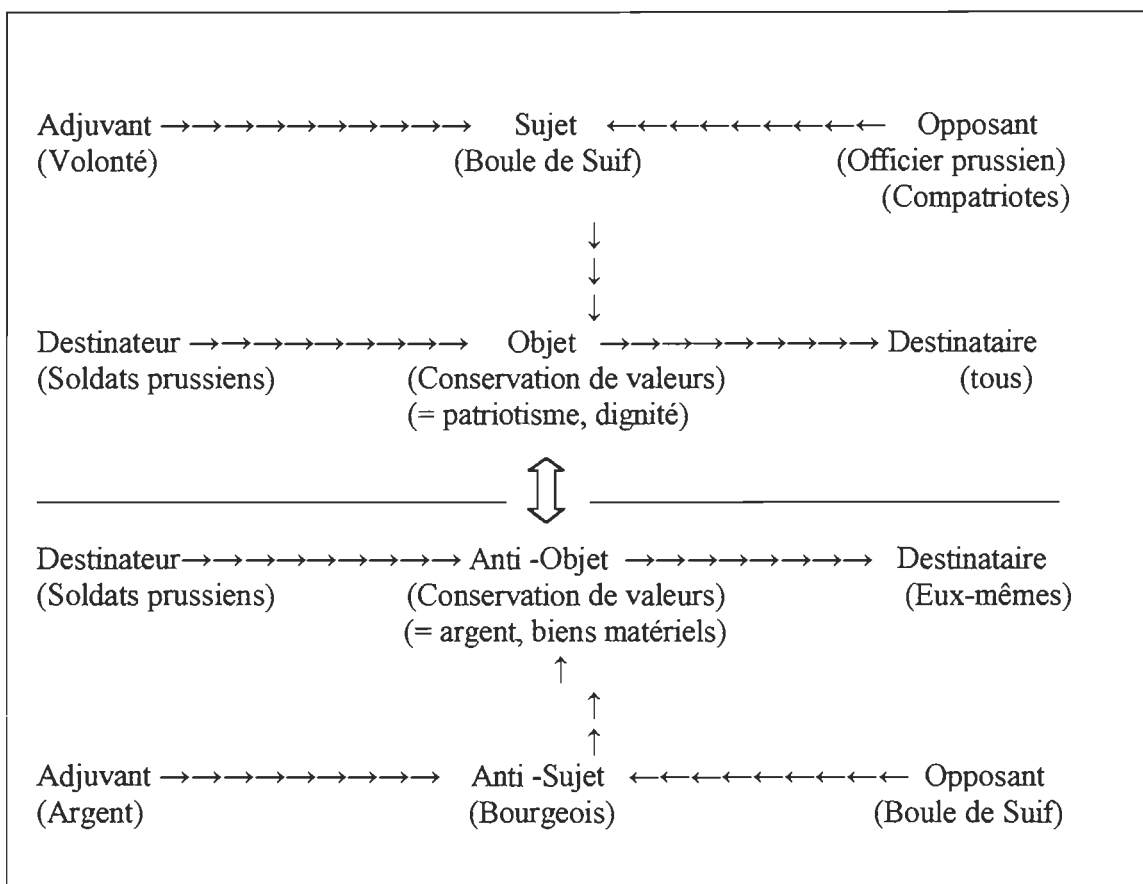 Adjuvant →→→→→→→→→ Sujet ←←←←←←←← Opposant
(Volonté) (Boule de Suif) (Officier prussien)
(Compatriotes)
↓
↓
↓
Destinateur →→→→→→→→→ Objet →→→→→→→→→ Destinataire
(Soldats prussiens) (Conservation de valeurs) (tous)
(= patriotisme, dignité)
Destinateur→→→→→→→→→ Anti -Objet →→→→→→→→ Destinataire
(Soldats prussiens) (Conservation de valeurs) (Eux-mêmes)
(= argent, biens matériels)
↑
↑
↑
Adjuvant →→→→→→→→→ Anti -Sujet ←←←←←←←←← Opposant
(Argent) (Bourgeois) (Boule de Suif)